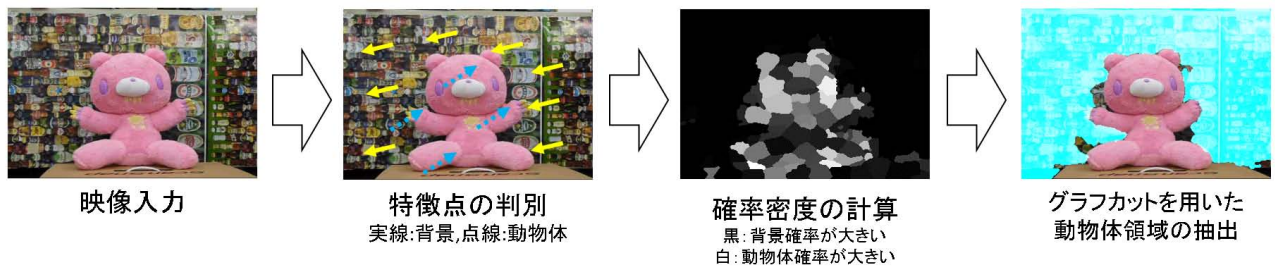 映像入力
特徴点の判別
実線:背景,点線:動物体
確率密度の計算
黒:背景確率が大きい
白:動物体確率が大きい
グラフカットを用いた
動物体領域の抽出